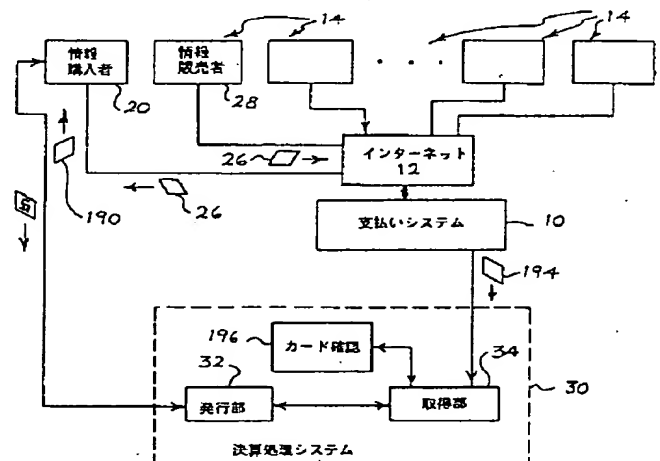 14
14
情報
購入者
情報
販売者
20
28
26
インターネット
12
190
26
支払いシステム
10
194
196
カード確認
32
34
発行部
取得部
30
決算処理システム